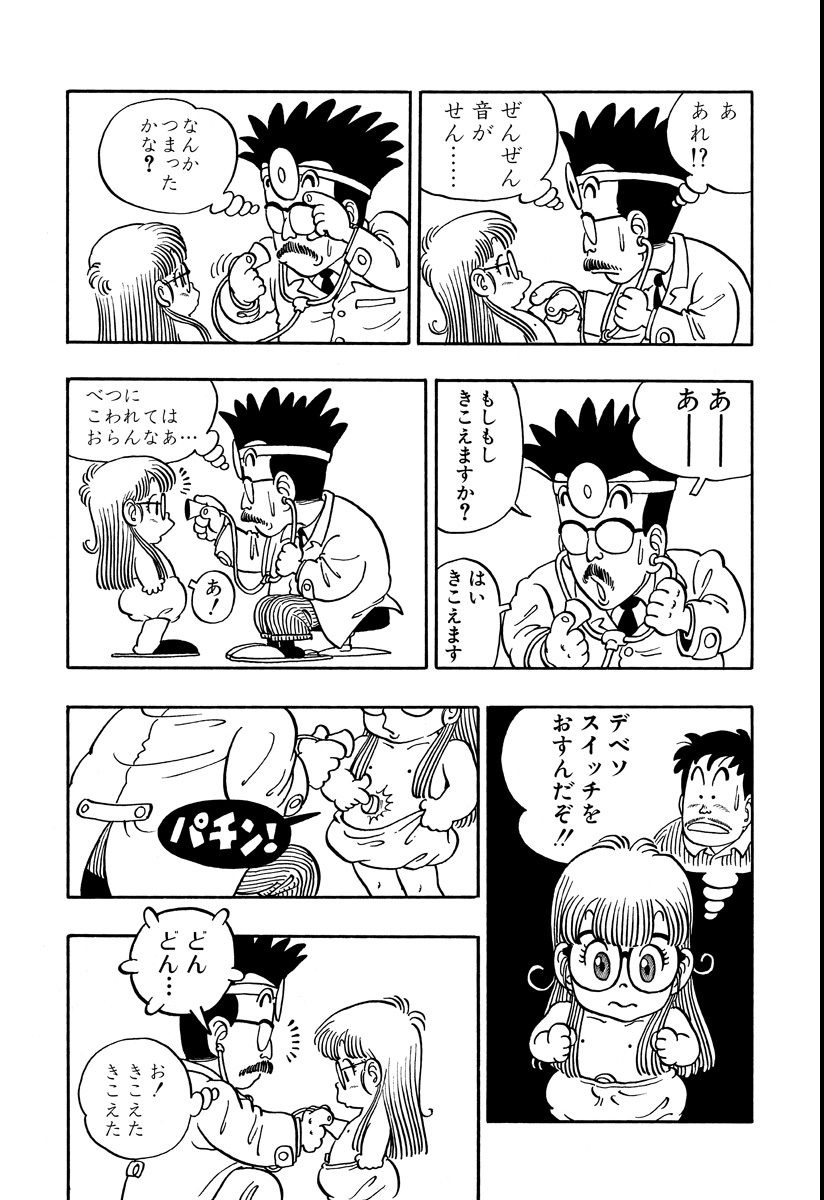 あ
あれ!?
ぜんぜん
音が
せん……
なんか
つまった
かな?
あー
あー
もしもし
きこえますか?
はい
きこえます
べつに
こわれては
おらんなあ…
あ!
デベソ
スイッチを
おすんだぞ!!
パチン!
どん
どん…
お!
きこえた
きこえた